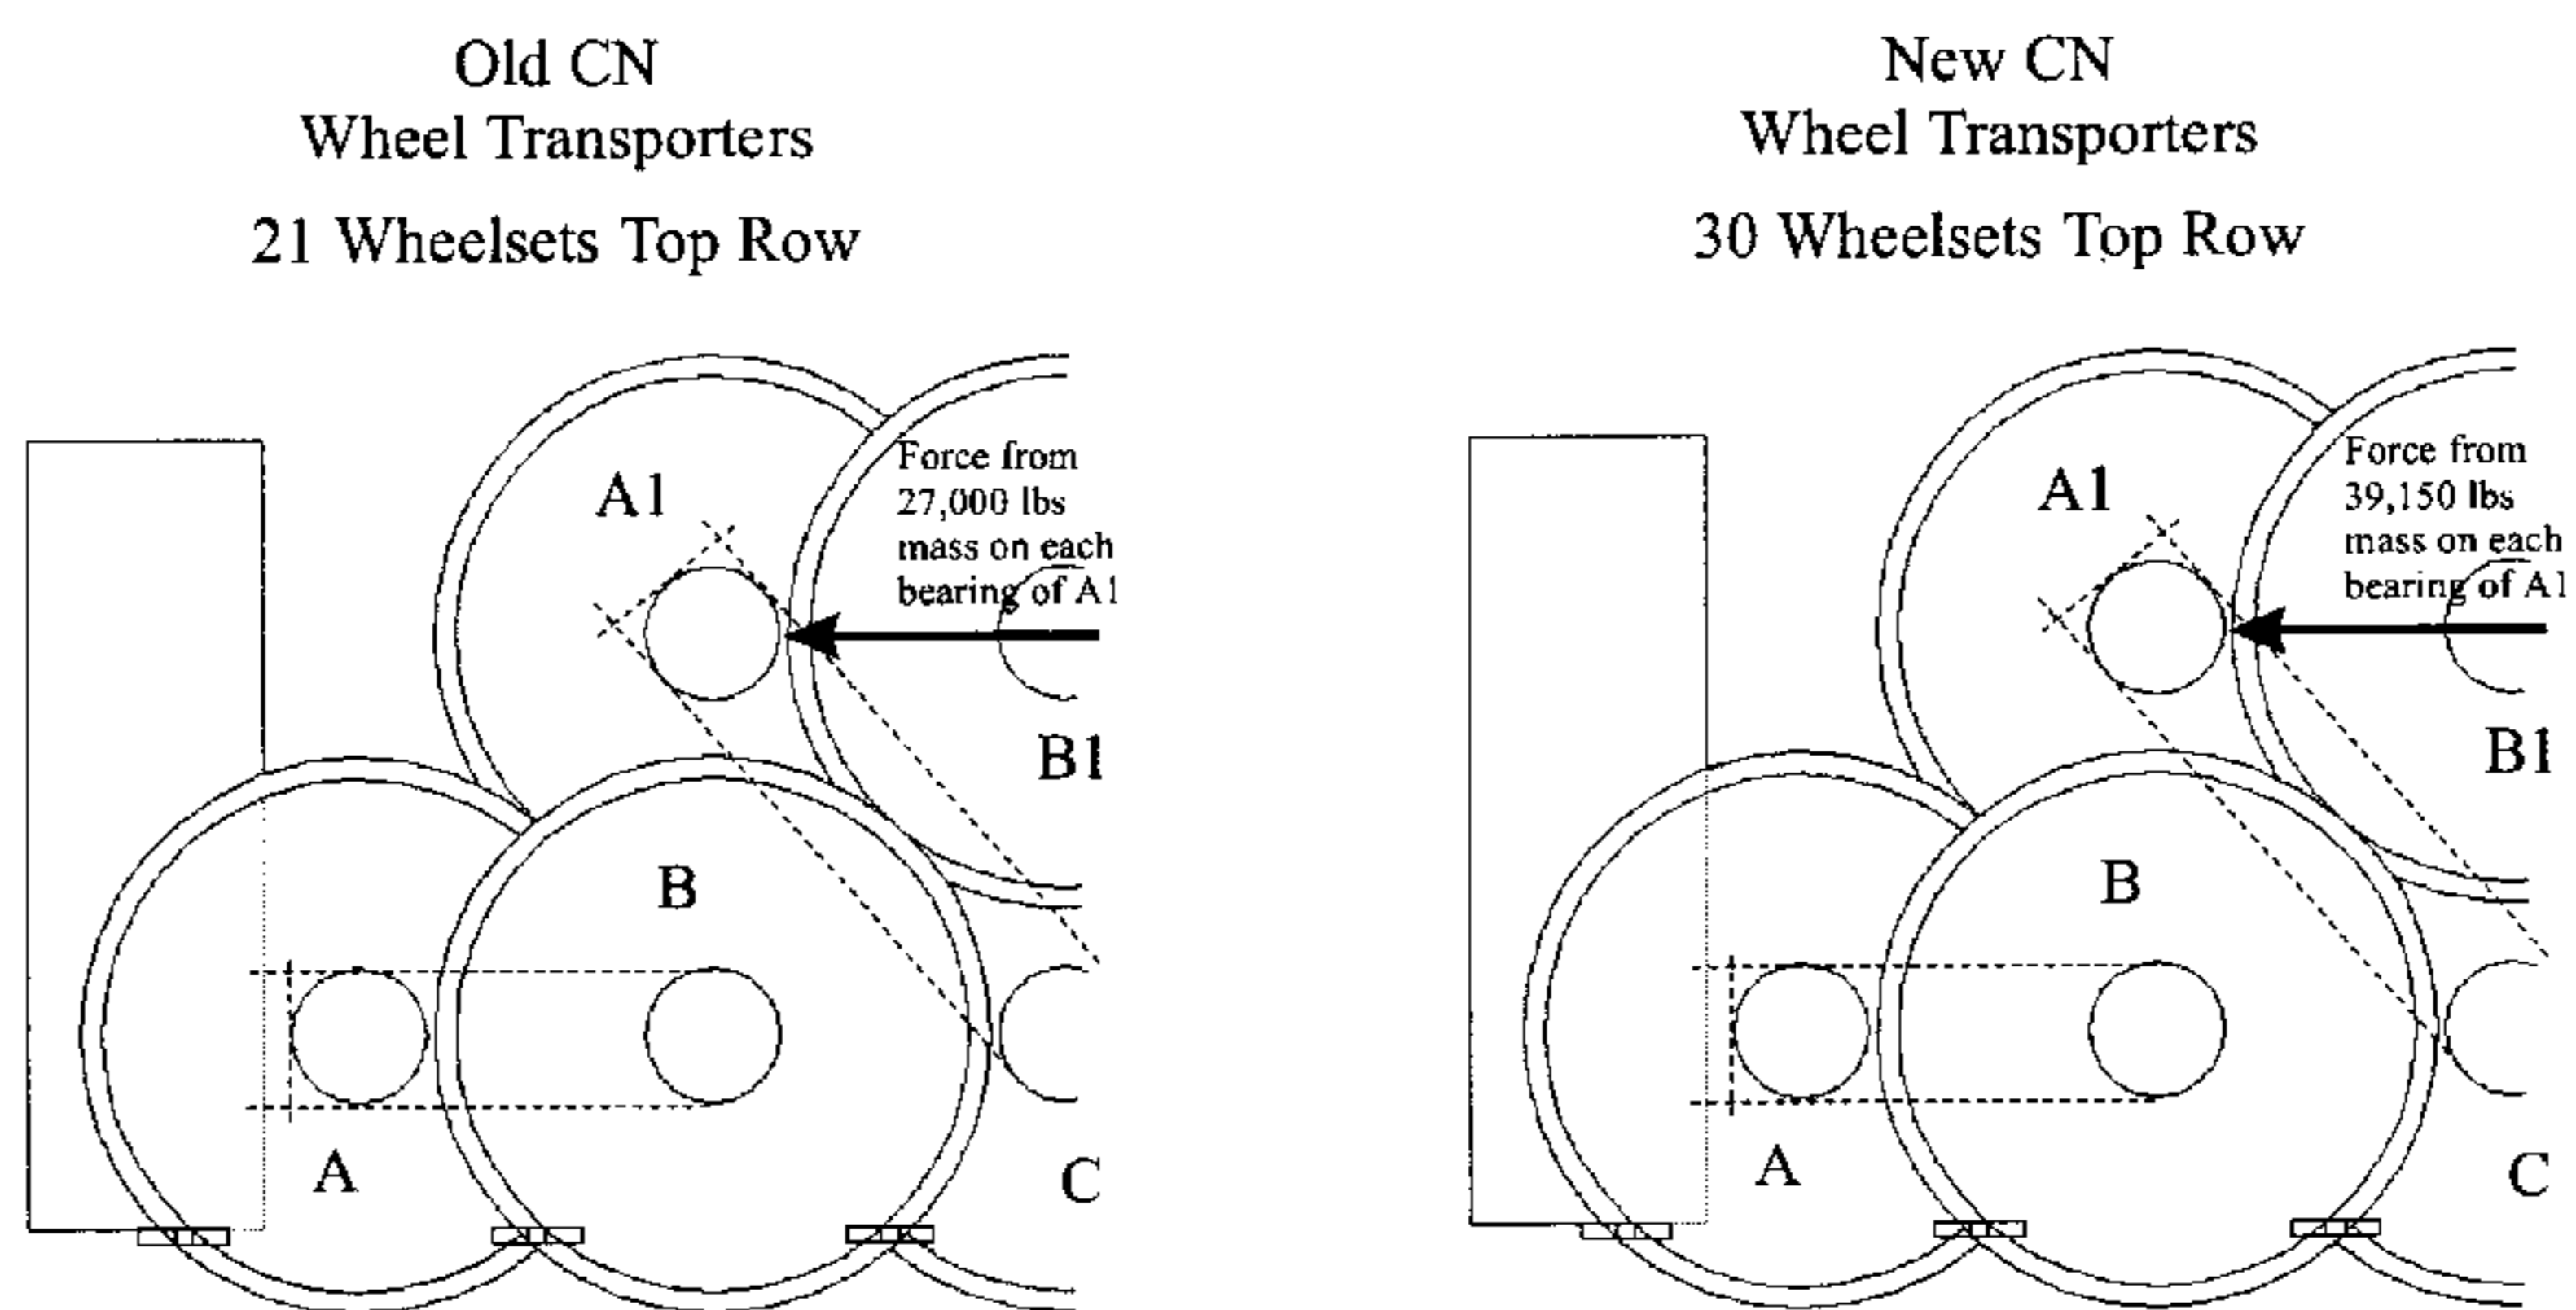 Old CN
Wheel Transporters
21 Wheelsets Top Row
A1
Force from
27,000 lbs
mass on each
bearing of A1
B1
B
A
C
New CN
Wheel Transporters
30 Wheelsets Top Row
A1
Force from
39,150 lbs
mass on each
bearing of A1
B1
B
A
C